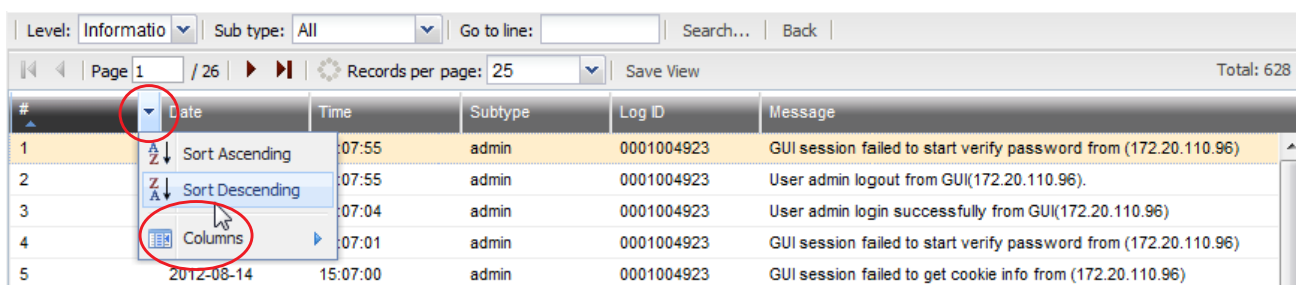 Level: Informatio Sub type: All Go to line: Search... Back
Page 1 / 26 Records per page: 25 Save View Total: 628
# Date Time Subtype Log ID Message
1 :07:55 admin 0001004923 GUI session failed to start verify password from (172.20.110.96)
Sort Ascending
2 :07:55 admin 0001004923 User admin logout from GUI(172.20.110.96).
Sort Descending
3 :07:04 admin 0001004923 User admin login successfully from GUI(172.20.110.96)
Columns
4 :07:01 admin 0001004923 GUI session failed to start verify password from (172.20.110.96)
5 2012-08-14 15:07:00 admin 0001004923 GUI session failed to get cookie info from (172.20.110.96)